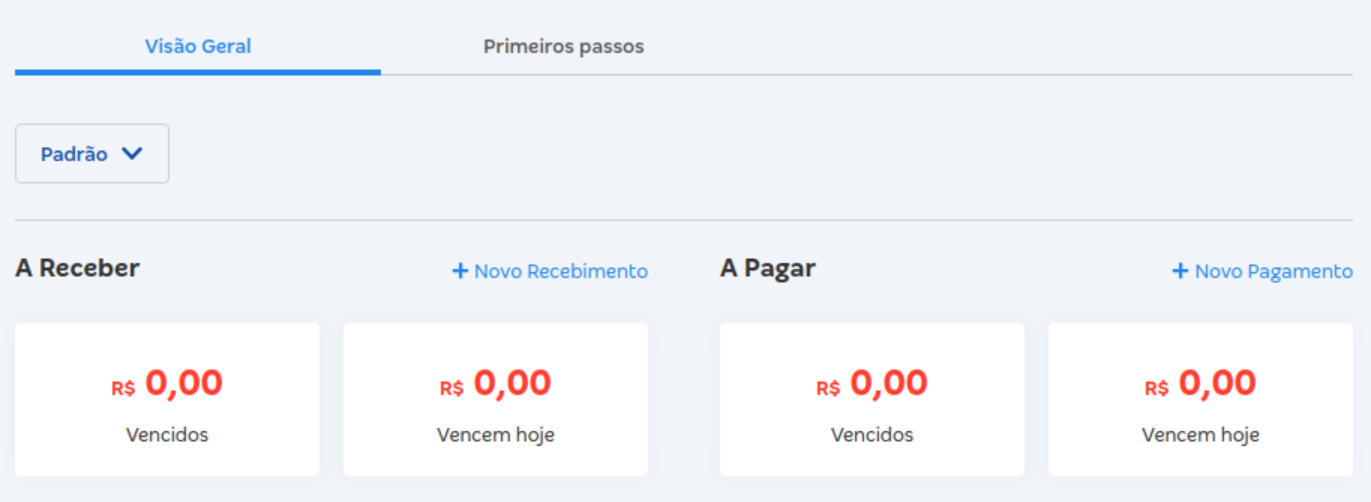 Visão Geral
Primeiros passos
Padrão
A Receber
+ Novo Recebimento
R$ 0,00
Vencidos
R$ 0,00
Vencem hoje
A Pagar
+ Novo Pagamento
R$ 0,00
Vencidos
R$ 0,00
Vencem hoje